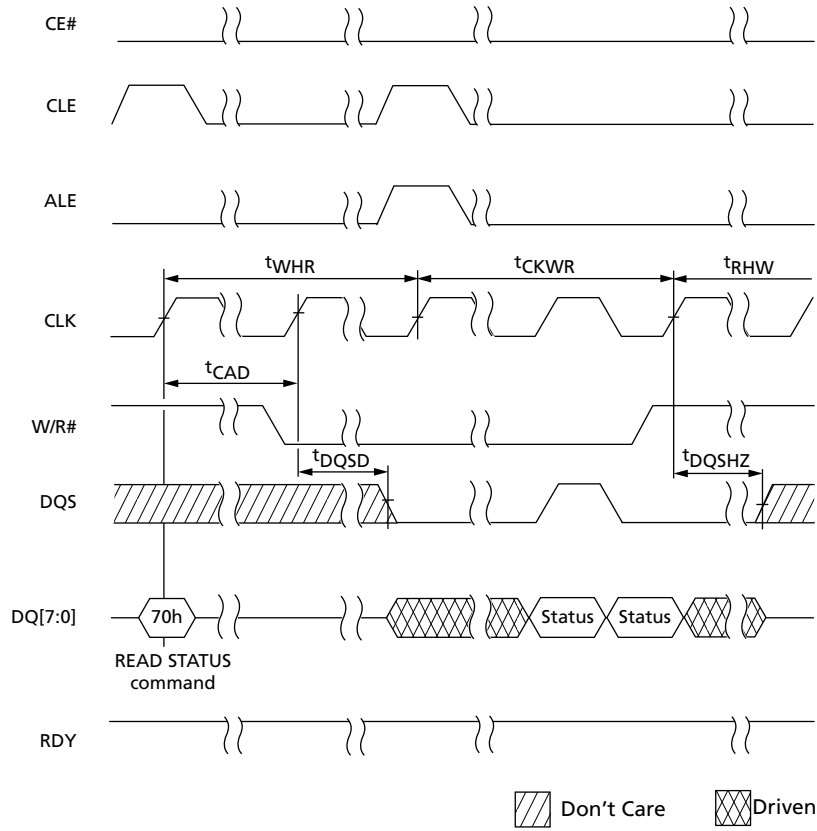 CE#
CLE
ALE
tWHR tCKWR tRHW
CLK
tCAD
W/R#
tDQSD tDQSHZ
DQS
DQ[7:0] 70h Status Status
READ STATUS
command
RDY
Don't Care Driven